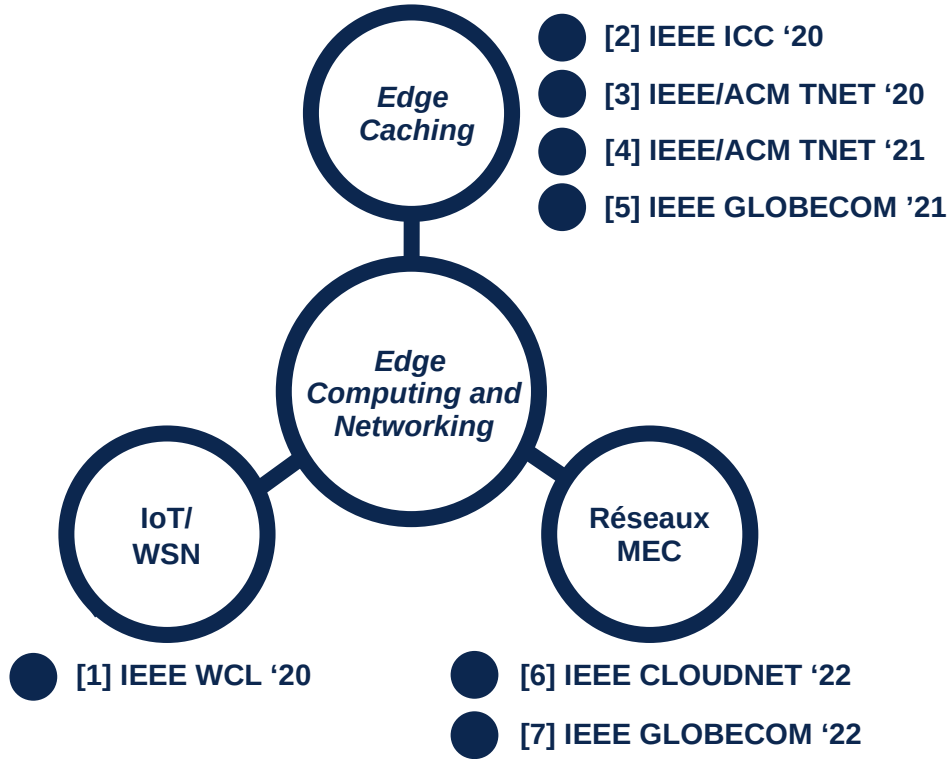 Edge
Caching
[2] IEEE ICC ‘20
[3] IEEE/ACM TNET ‘20
[4] IEEE/ACM TNET ‘21
[5] IEEE GLOBECOM ’21
Edge
Computing and
Networking
IoT/
WSN
[1] IEEE WCL ‘20
Réseaux
MEC
[6] IEEE CLOUDNET ‘22
[7] IEEE GLOBECOM ‘22